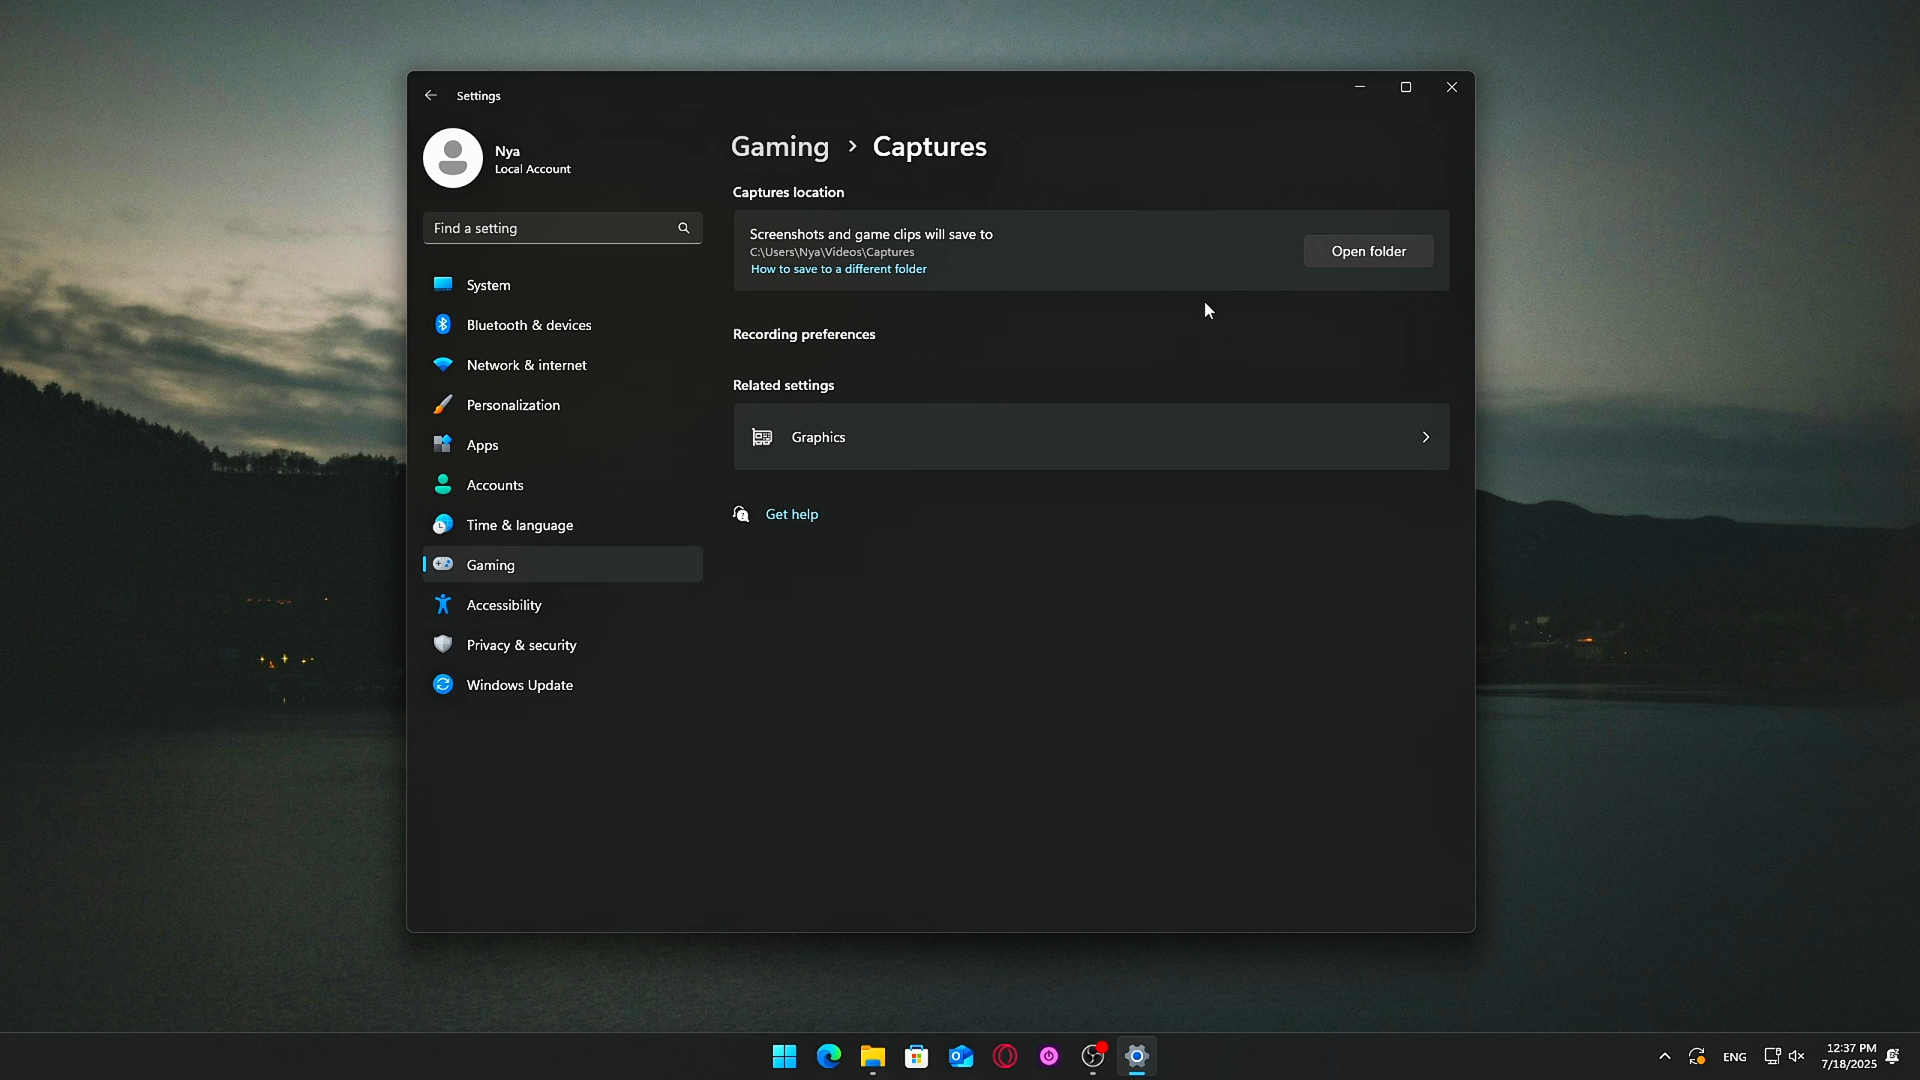 Settings
Nya
Local Account
Find a setting
System
Bluetooth & devices
Network & internet
Personalization
Apps
Accounts
Time & language
Gaming
Accessibility
Privacy & security
Windows Update
Gaming > Captures
Captures location
Screenshots and game clips will save to
C:\Users\Nya\Videos\Captures
How to save to a different folder
Open folder
Recording preferences
Related settings
Graphics
Get help
ENG
12:37 PM
7/18/2025